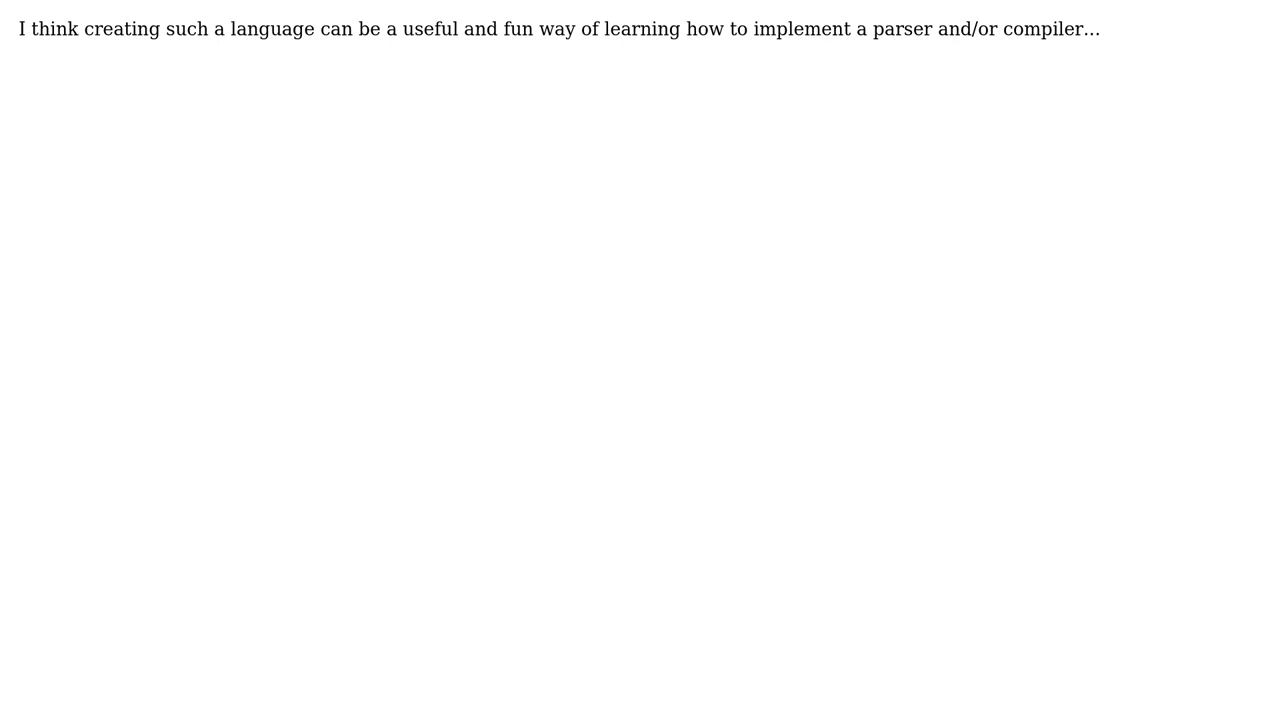 I think creating such a language can be a useful and fun way of learning how to implement a parser and/or compiler…